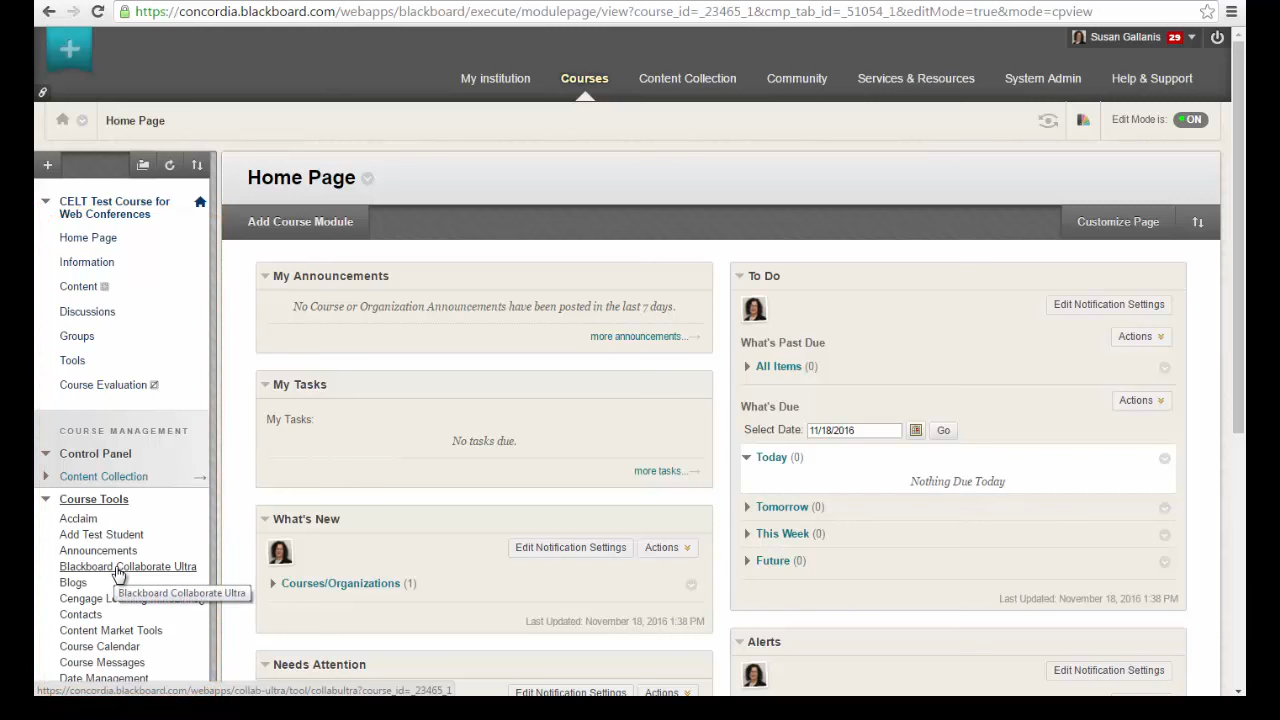 https://concordia.blackboard.com/webapps/blackboard/execute/modulepage/view?course_id=_23465_1&cmp_tab_id=_51054_1&editMode=true&mode=cpview
Susan Gallanis 29
My institution Courses Content Collection Community Services & Resources System Admin Help & Support
Home Page
Edit Mode is: ON
CELT Test Course for
Web Conferences
Home Page
Information
Content
Discussions
Groups
Tools
Course Evaluation
COURSE MANAGEMENT
Control Panel
Content Collection
Course Tools
Acclaim
Add Test Student
Announcements
Blackboard Collaborate Ultra
Blogs
Blackboard Collaborate Ultra
Cengage
Contacts
Content Market Tools
Course Calendar
Course Messages
Date Management
https://concordia.blackboard.com/webapps/collab-ultra/tool/collabultra?course_id=_23465_1
Home Page
Add Course Module
Customize Page
My Announcements
No Course or Organization Announcements have been posted in the last 7 days.
more announcements...
My Tasks
My Tasks:
No tasks due.
more tasks...
What's New
Edit Notification Settings Actions
Courses/Organizations (1)
Last Updated: November 18, 2016 1:38 PM
Needs Attention
Edit Notification Settings Actions
To Do
Edit Notification Settings
Actions
What's Past Due
All Items (0)
Actions
What's Due
Select Date: 11/18/2016 Go
Today (0)
Nothing Due Today
Tomorrow (0)
This Week (0)
Future (0)
Last Updated: November 18, 2016 1:38 PM
Alerts
Edit Notification Settings